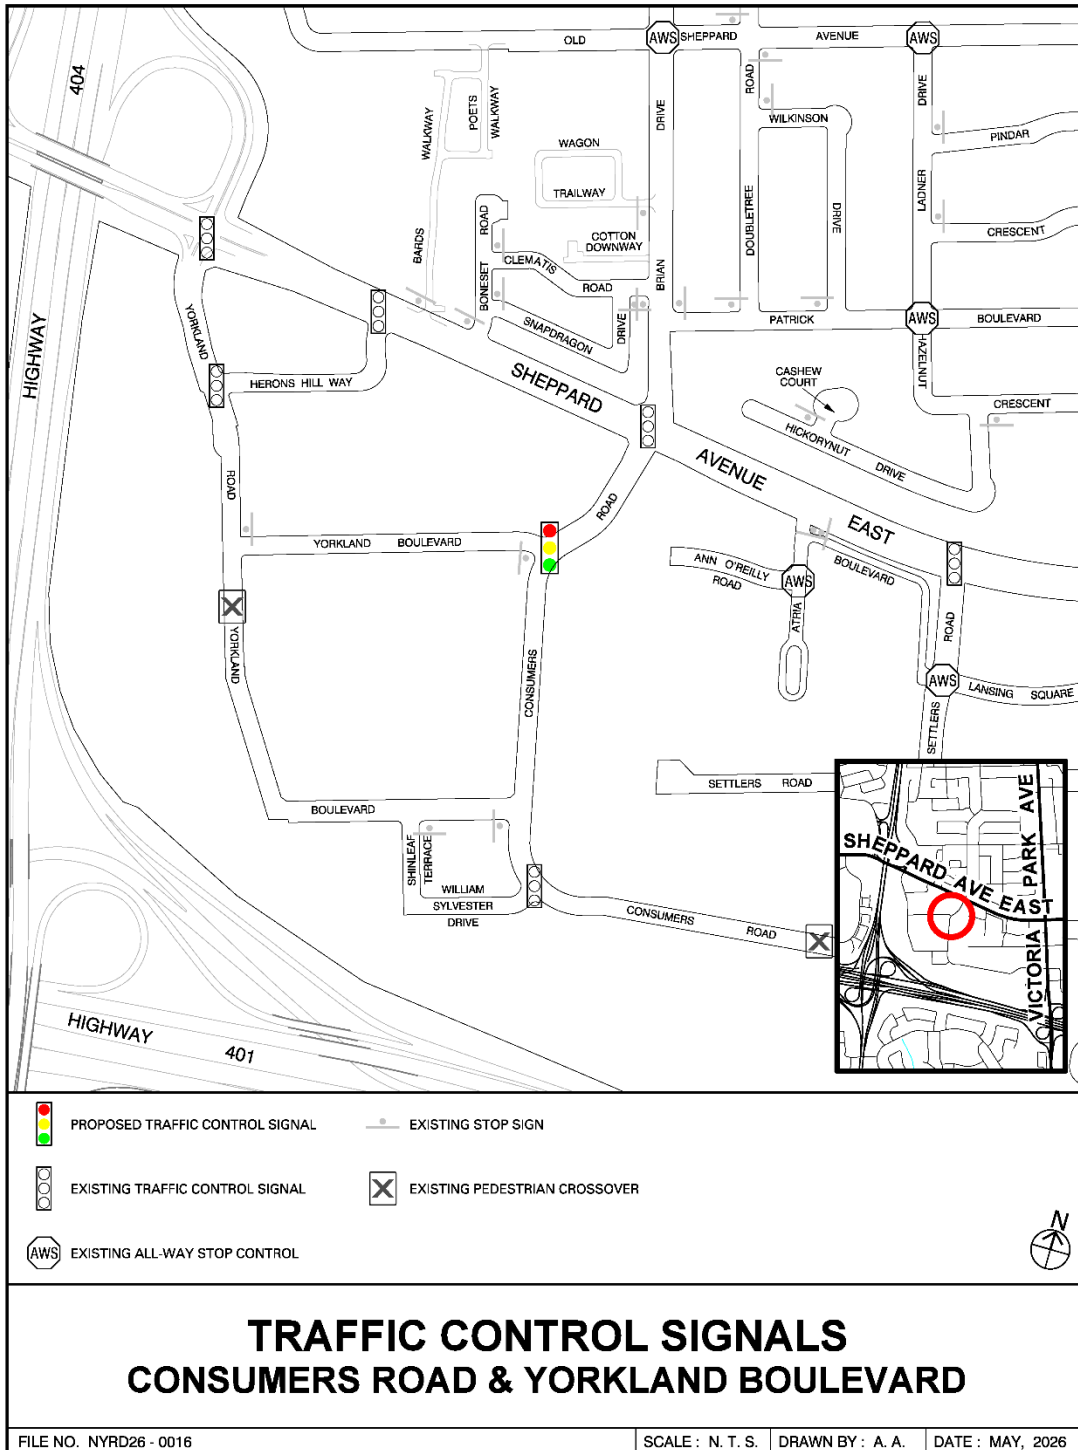 OLD
AWS
SHEPPARD
AVENUE
AWS
404
WALKWAY
POETS
WALKWAY
DRIVE
ROAD
DRIVE
WILKINSON
PINDAR
WAGON
TRAILWAY
LADNER
DOUBLETREE
DRIVE
ROAD
BARDS
COTTON
DOWNWAY
CRESCENT
CLEMATIS
ROAD
BONESET
BRIAN
YORKLAND
SNAPDRAGON
DRIVE
PATRICK
AWS
BOULEVARD
HIGHWAY
HERONS HILL WAY
SHEPPARD
HAZELNUT
CASHEW
COURT
CRESCENT
HICKORYNUT
DRIVE
AVENUE
EAST
ROAD
ROAD
YORKLAND BOULEVARD
ANN O'REILLY
ROAD
AWS
BOULEVARD
ATRIA
ROAD
YORKLAND
CONSUMERS
AWS
LANSING SQUARE
SETTLERS
SETTLERS ROAD
BOULEVARD
SHINLEAF
TERRACE
WILLIAM
SYLVESTER
DRIVE
CONSUMERS
ROAD
SHEPPARD AVE EAST
VICTORIA PARK AVE
HIGHWAY
401
PROPOSED TRAFFIC CONTROL SIGNAL
EXISTING STOP SIGN
EXISTING TRAFFIC CONTROL SIGNAL
EXISTING PEDESTRIAN CROSSOVER
AWS EXISTING ALL-WAY STOP CONTROL
N
TRAFFIC CONTROL SIGNALS
CONSUMERS ROAD & YORKLAND BOULEVARD
FILE NO. NYRD26 - 0016
SCALE : N. T. S.
DRAWN BY : A. A.
DATE : MAY, 2026